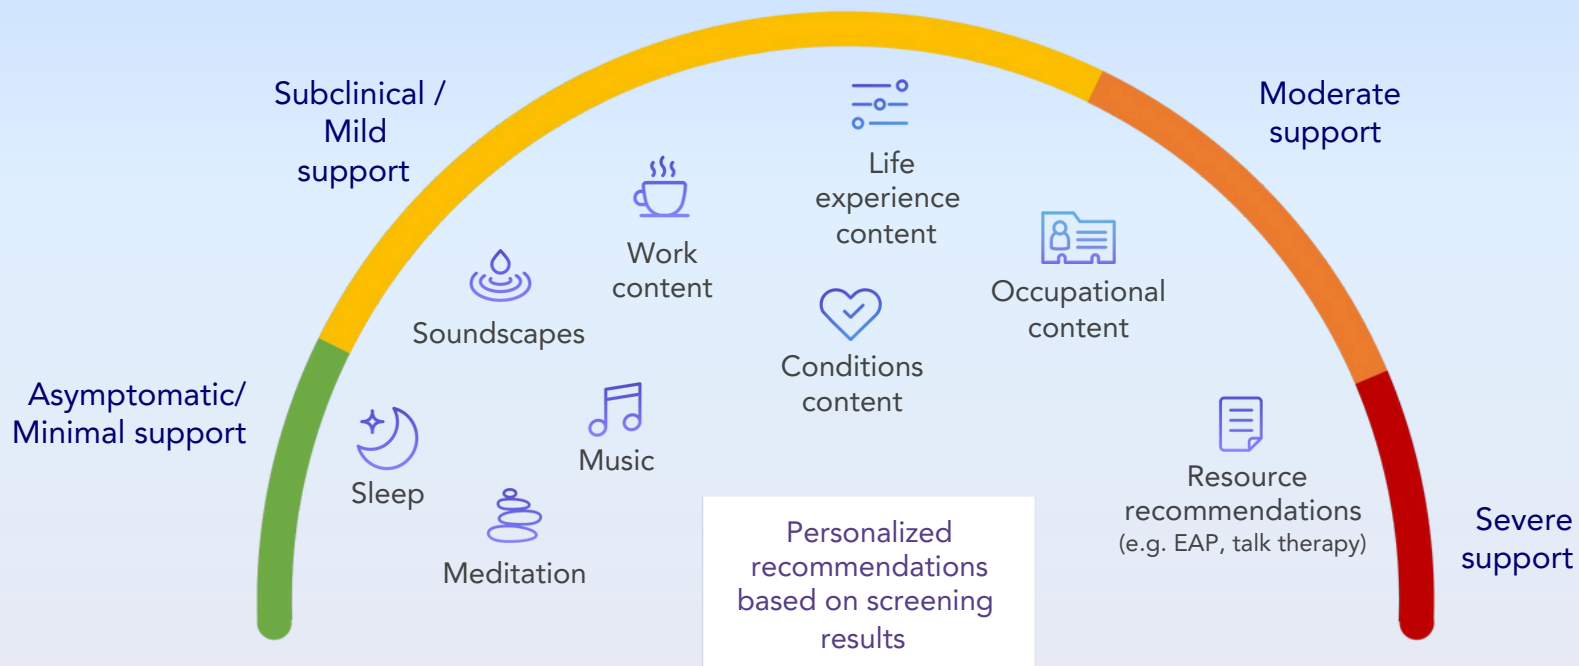 Subclinical /
Mild
support
Moderate
support
Life
experience
content
Work
content
Occupational
content
Soundscapes
Conditions
content
Asymptomatic/
Minimal support
Music
Sleep
Resource
recommendations
(e.g. EAP, talk therapy)
Severe
support
Meditation
Personalized
recommendations
based on screening
results